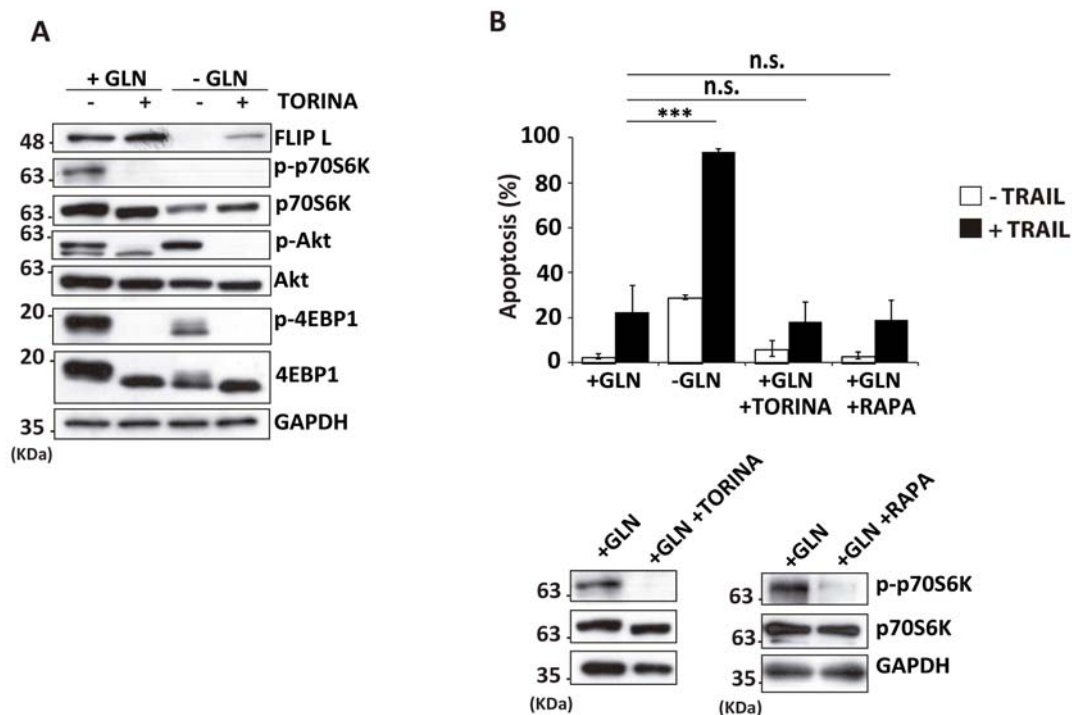 A
+ GLN - GLN
- + - + TORINA
48 FLIP L
63 p-p70S6K
63 p70S6K
63 p-Akt
63 Akt
20 p-4EBP1
20 4EBP1
35 GAPDH
(KDa)
B
n.s.
n.s.
***
100
80
60
40
20
0
Apoptosis (%)
- TRAIL
+ TRAIL
+GLN -GLN +GLN +GLN
+TORINA +RAPA
+GLN +GLN +TORINA +GLN +GLN +RAPA
63 63 p-p70S6K
63 63 p70S6K
35 35 GAPDH
(KDa) (KDa)